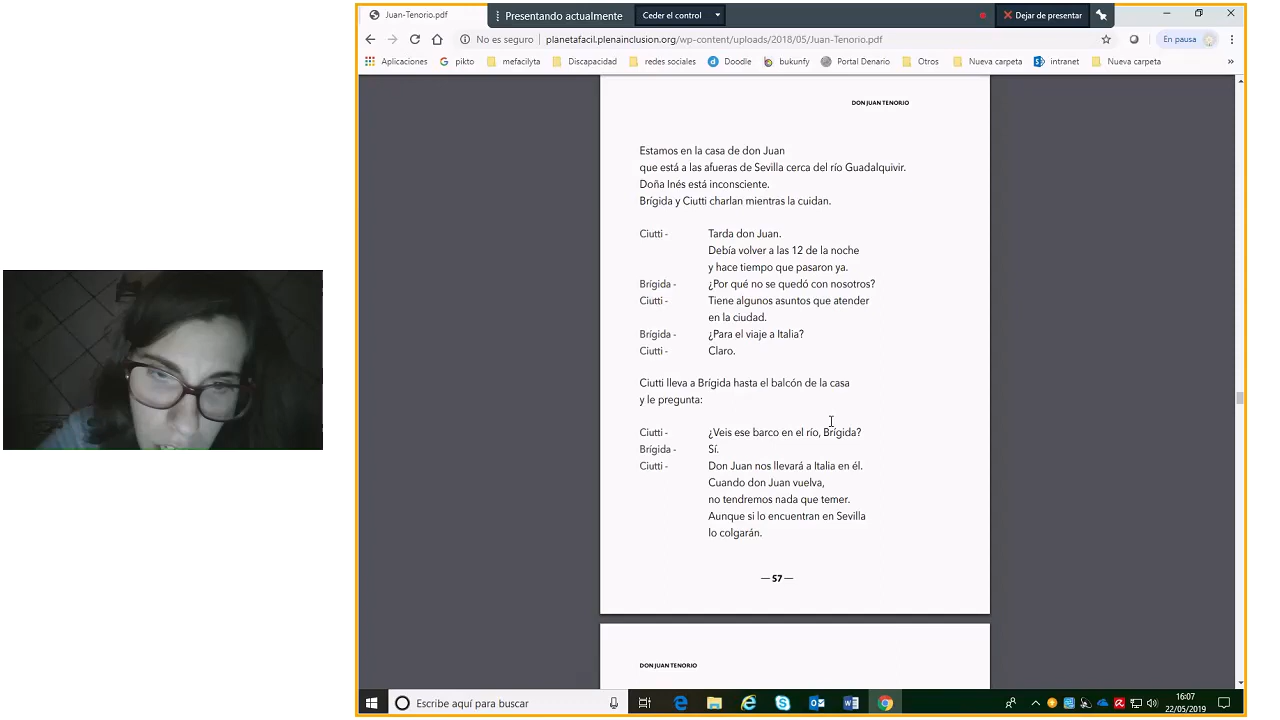 Juan-Tenorio.pdf
Presentando actualmente
Ceder el control
Dejar de presentar
No es seguro | planetafacil.plenainclusion.org/wp-content/uploads/2018/05/Juan-Tenorio.pdf
En pausa
Aplicaciones pikto mefacilyta Discapacidad redes sociales Doodle bukunfy Portal Denario Otros Nueva carpeta intranet Nueva carpeta »
DON JUAN TENORIO
Estamos en la casa de don Juan
que está a las afueras de Sevilla cerca del río Guadalquivir.
Doña Inés está inconsciente.
Brígida y Ciutti charlan mientras la cuidan.
Ciutti - Tarda don Juan.
Debía volver a las 12 de la noche
y hace tiempo que pasaron ya.
Brígida - ¿Por qué no se quedó con nosotros?
Ciutti - Tiene algunos asuntos que atender
en la ciudad.
Brígida - ¿Para el viaje a Italia?
Ciutti - Claro.
Ciutti lleva a Brígida hasta el balcón de la casa
y le pregunta:
Ciutti - ¿Veis ese barco en el río, Brígida?
Brígida - Sí.
Ciutti - Don Juan nos llevará a Italia en él.
Cuando don Juan vuelva,
no tendremos nada que temer.
Aunque si lo encuentran en Sevilla
lo colgarán.
— 57 —
DON JUAN TENORIO
Escribe aquí para buscar
16:07
22/05/2019